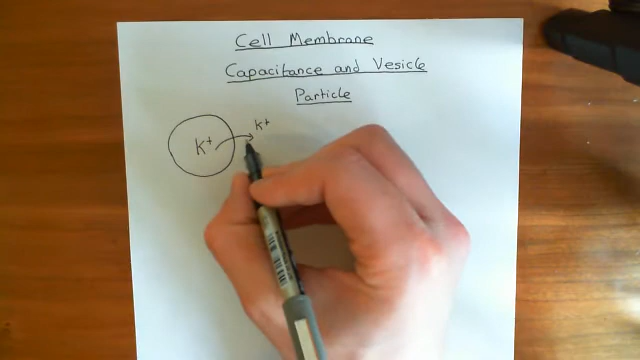 Cell Membrane
Capacitance and Vesicle
Particle
K+
K+